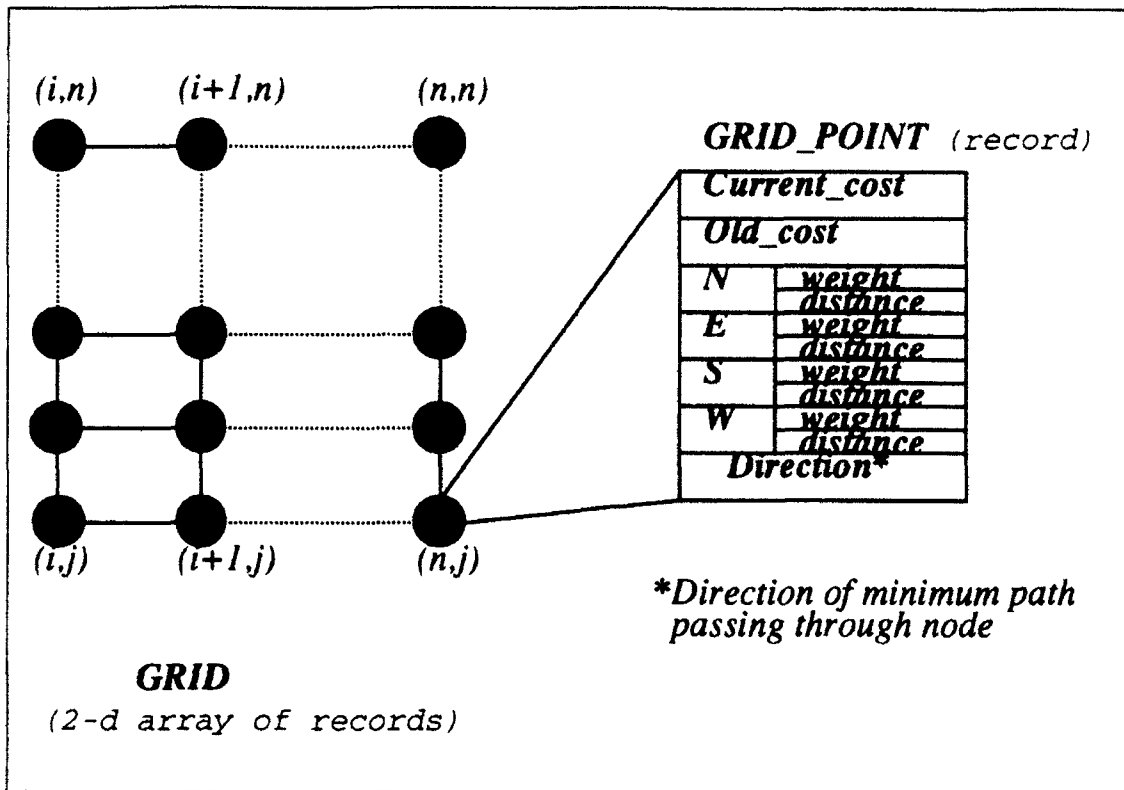 (i,n) (i+1,n) (n,n)
GRID_POINT (record)
Current_cost
Old_cost
N weight
distance
E weight
distance
S weight
distance
W weight
distance
Direction*
(i,j) (i+1,j) (n,j)
*Direction of minimum path
passing through node
GRID
(2-d array of records)